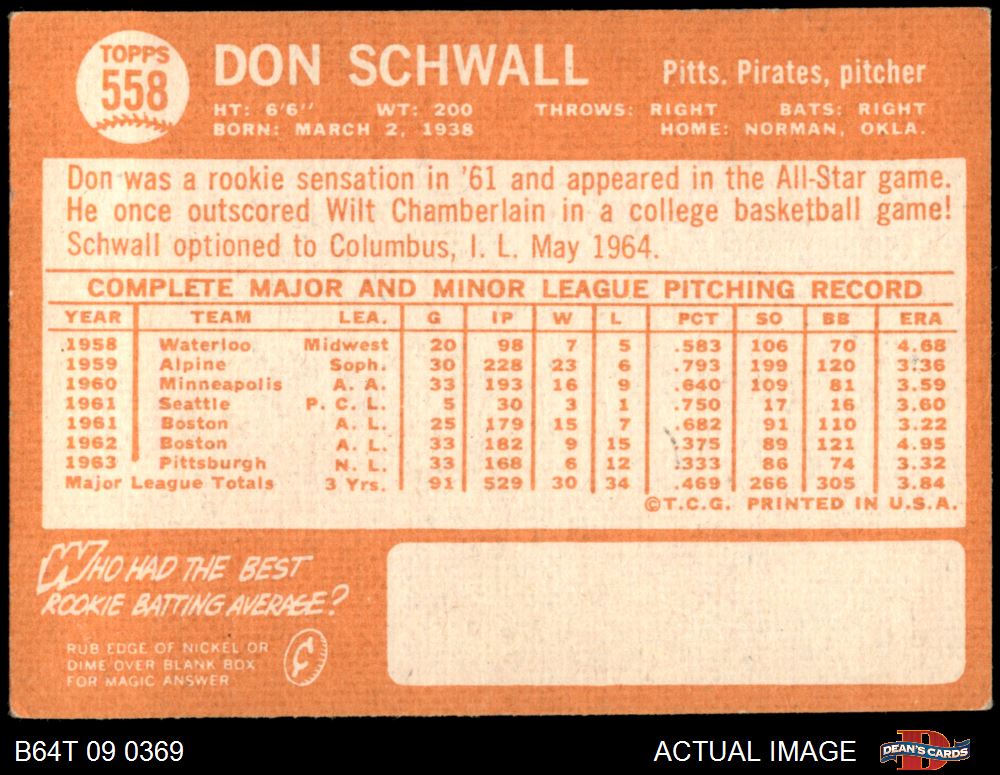 TOPPS
558
DON SCHWALL
Pitts. Pirates, pitcher
HT: 6'6" WT: 200 THROWS: RIGHT BATS: RIGHT
BORN: MARCH 2, 1938 HOME: NORMAN, OKLA.
Don was a rookie sensation in '61 and appeared in the All-Star game.
He once outscored Wilt Chamberlain in a college basketball game!
Schwall optioned to Columbus, I. L. May 1964.
COMPLETE MAJOR AND MINOR LEAGUE PITCHING RECORD
YEAR TEAM LEA. G IP W L PCT SO BB ERA
1958 Waterloo Midwest 20 98 7 5 .583 106 70 4.68
1959 Alpine Soph. 30 228 23 6 .793 199 120 3.36
1960 Minneapolis A. A. 33 193 16 9 .640 109 81 3.59
1961 Seattle P. C. L. 5 30 3 1 .750 17 16 3.60
1961 Boston A. L. 25 179 15 7 .682 91 110 3.22
1962 Boston A. L. 33 182 9 15 .375 89 121 4.95
1963 Pittsburgh N. L. 33 168 6 12 .333 86 74 3.32
Major League Totals 3 Yrs. 91 529 30 34 .469 266 305 3.84
©T.C.G. PRINTED IN U.S.A.
WHO HAD THE BEST
ROOKIE BATTING AVERAGE?
RUB EDGE OF NICKEL OR
DIME OVER BLANK BOX
FOR MAGIC ANSWER
¢
B64T 09 0369
ACTUAL IMAGE
D
DEAN'S CARDS